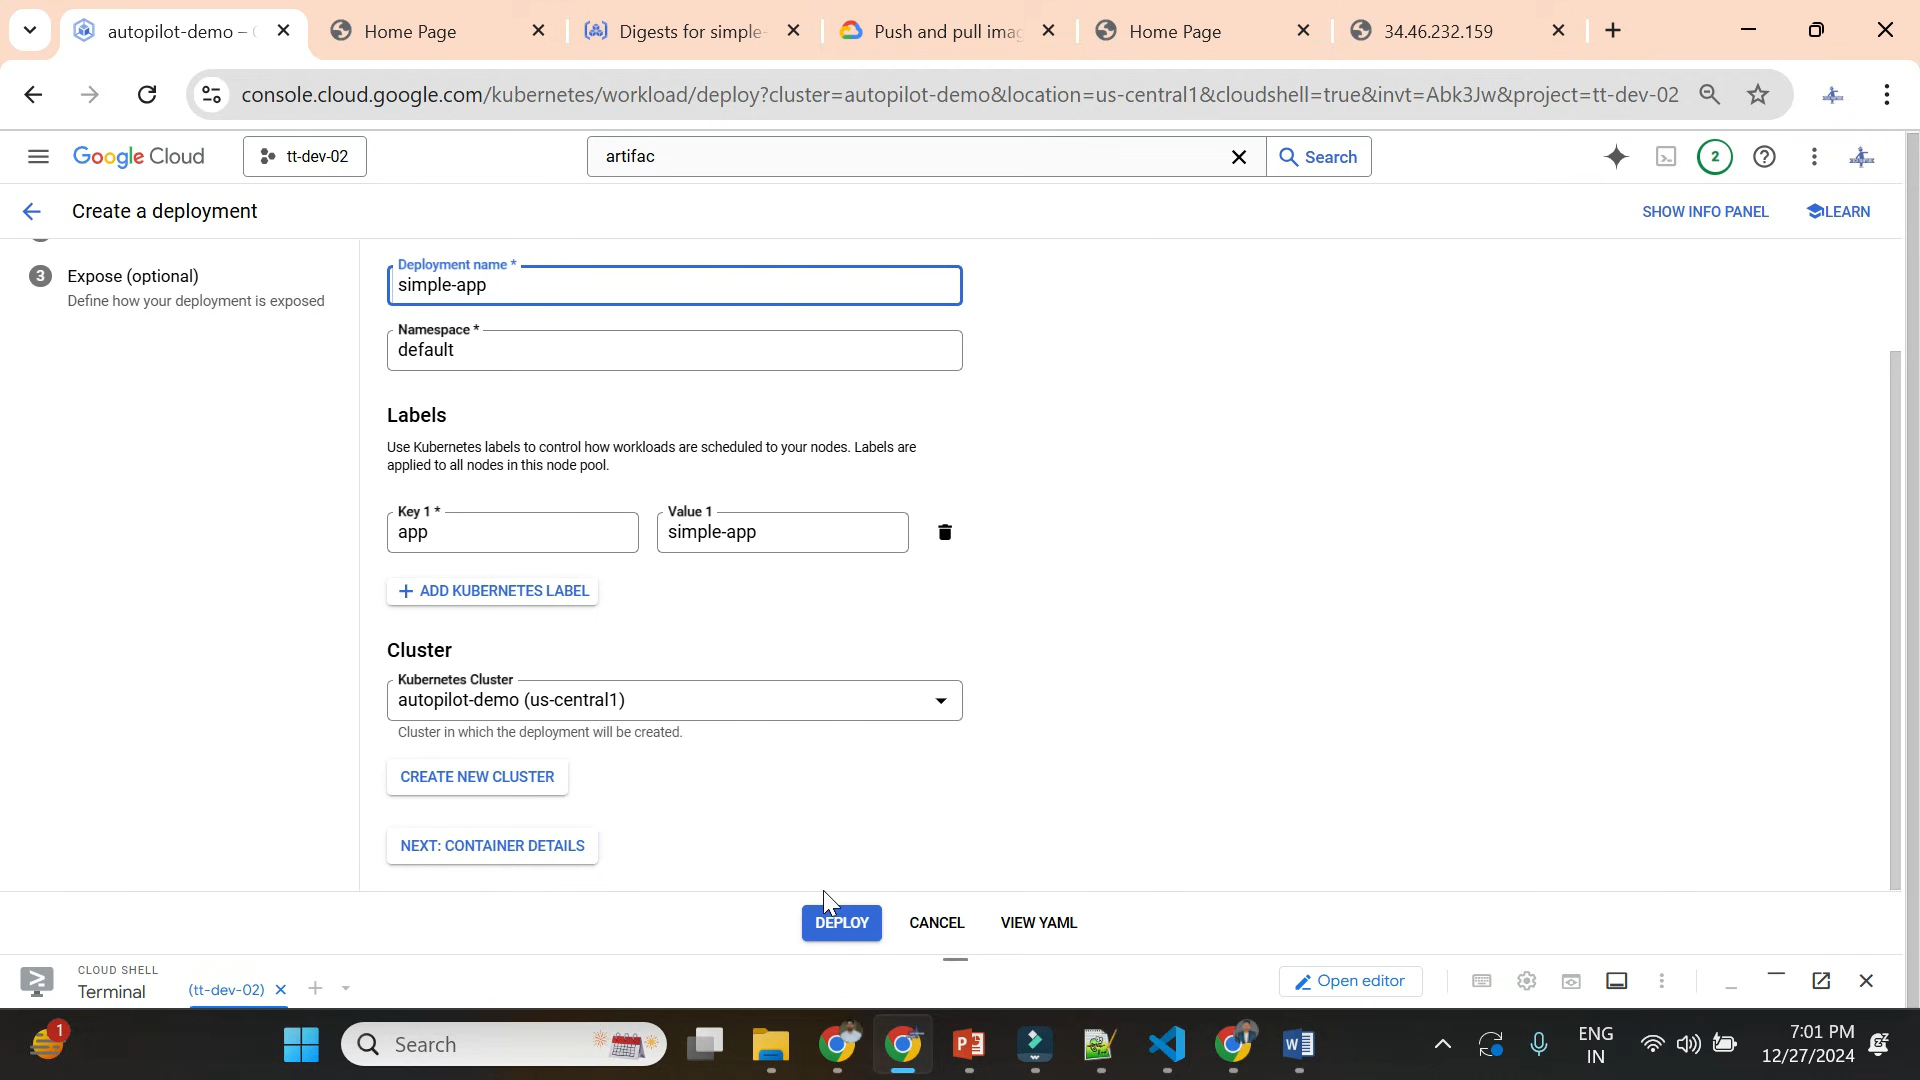 autopilot-demo –
Home Page
Digests for simple-
Push and pull imag
Home Page
34.46.232.159
console.cloud.google.com/kubernetes/workload/deploy?cluster=autopilot-demo&location=us-central1&cloudshell=true&invt=Abk3Jw&project=tt-dev-02
Google Cloud
tt-dev-02
artifac
Search
2
Create a deployment
SHOW INFO PANEL
LEARN
3 Expose (optional)
Define how your deployment is exposed
Deployment name *
simple-app
Namespace *
default
Labels
Use Kubernetes labels to control how workloads are scheduled to your nodes. Labels are
applied to all nodes in this node pool.
Key 1 *
app
Value 1
simple-app
ADD KUBERNETES LABEL
Cluster
Kubernetes Cluster
autopilot-demo (us-central1)
Cluster in which the deployment will be created.
CREATE NEW CLUSTER
NEXT: CONTAINER DETAILS
DEPLOY
CANCEL
VIEW YAML
CLOUD SHELL
Terminal
(tt-dev-02)
Open editor
1
Search
ENG
IN
7:01 PM
12/27/2024